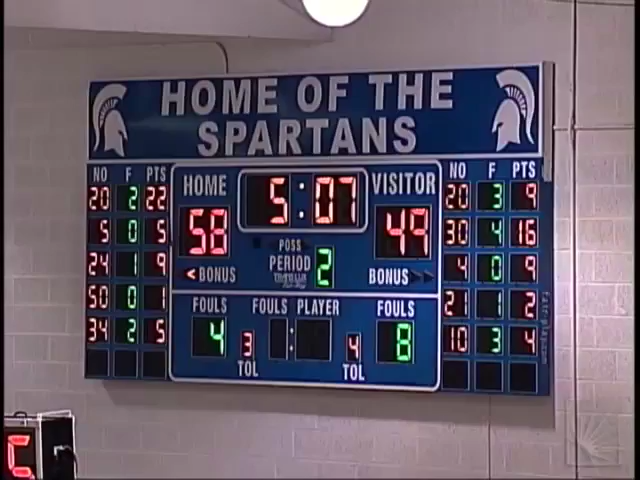 HOME OF THE
SPARTANS
NO F PTS
20 2 22
5 0 5
24 1 9
50 0 1
34 2 5
HOME 5:07 VISITOR
58 49
POSS
PERIOD 2
< BONUS BONUS
FOULS FOULS PLAYER FOULS
4 3 : 4 8
TOL TOL
NO F PTS
20 3 9
30 4 16
4 0 9
21 1 2
10 3 4